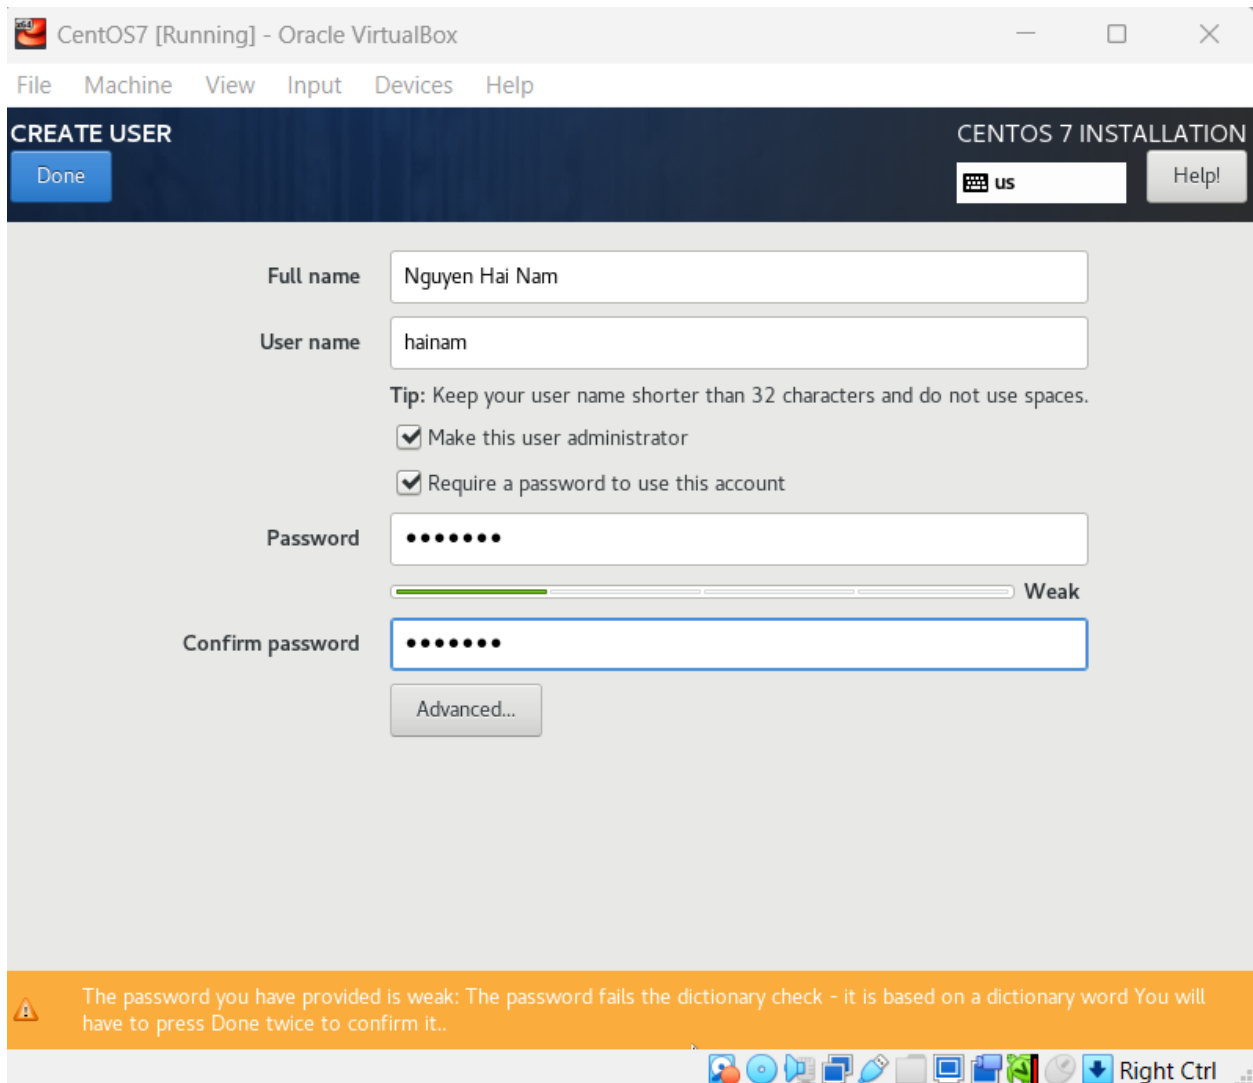 CentOS7 [Running] - Oracle VirtualBox
File Machine View Input Devices Help
CREATE USER
CENTOS 7 INSTALLATION
Done
us
Help!
Full name
Nguyen Hai Nam
User name
hainam
Tip: Keep your user name shorter than 32 characters and do not use spaces.
Make this user administrator
Require a password to use this account
Password
•••••••
Weak
Confirm password
•••••••
Advanced...
The password you have provided is weak: The password fails the dictionary check - it is based on a dictionary word You will
have to press Done twice to confirm it..
Right Ctrl